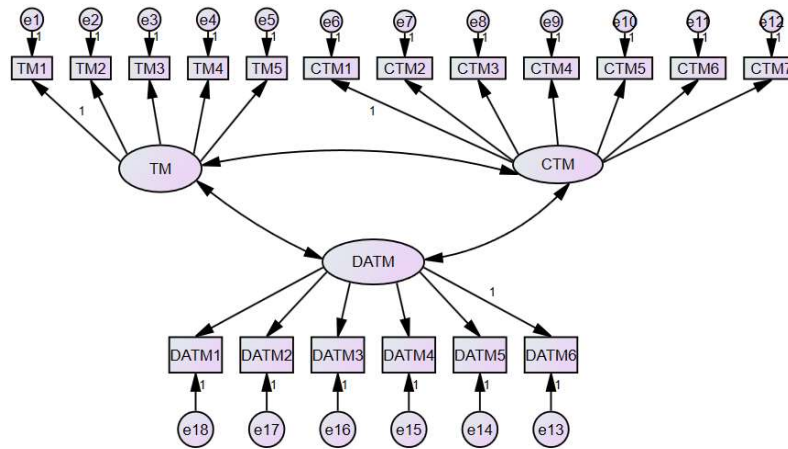 e1 e2 e3 e4 e5 e6 e7 e8 e9 e10 e11 e12
1 1 1 1 1 1 1 1 1 1 1 1
TM1 TM2 TM3 TM4 TM5 CTM1 CTM2 CTM3 CTM4 CTM5 CTM6 CTM7
1 1
TM CTM
DATM
1
DATM1 DATM2 DATM3 DATM4 DATM5 DATM6
1 1 1 1 1 1
e18 e17 e16 e15 e14 e13